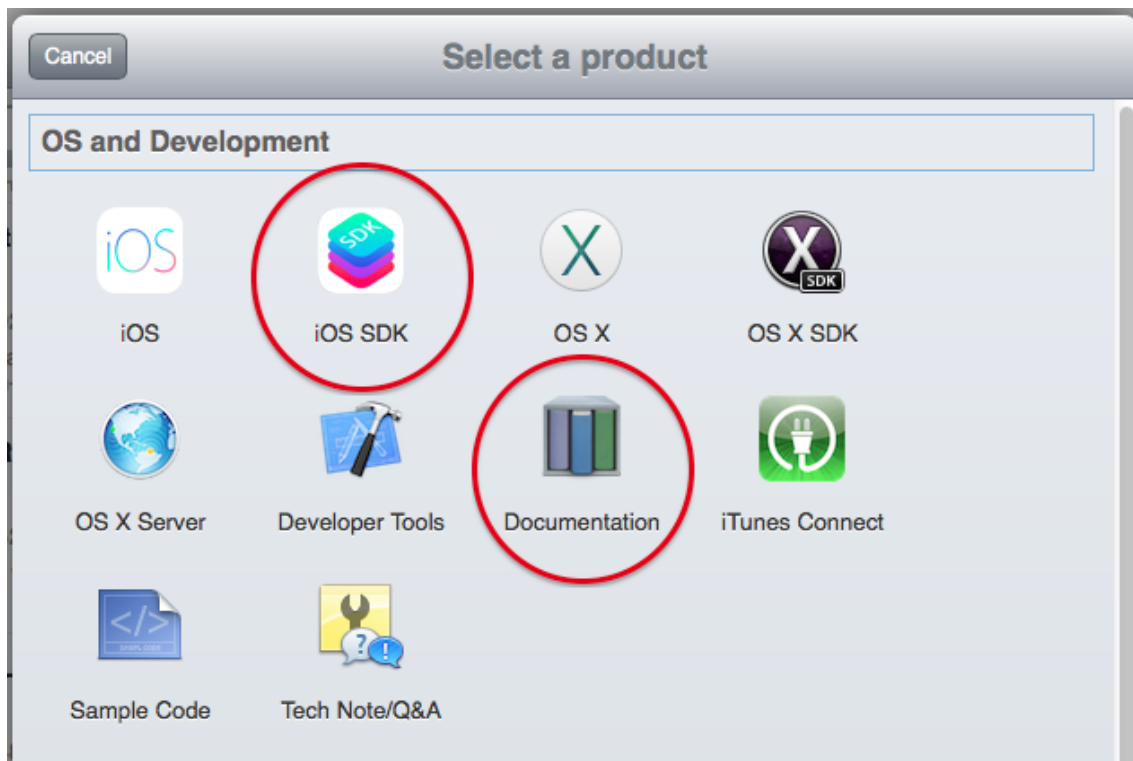 Cancel
Select a product
OS and Development
iOS
SDK
X
X
SDK
iOS
iOS SDK
OS X
OS X SDK
OS X Server
Developer Tools
Documentation
iTunes Connect
</>
SAMPLE CODE
?
!
Sample Code
Tech Note/Q&A